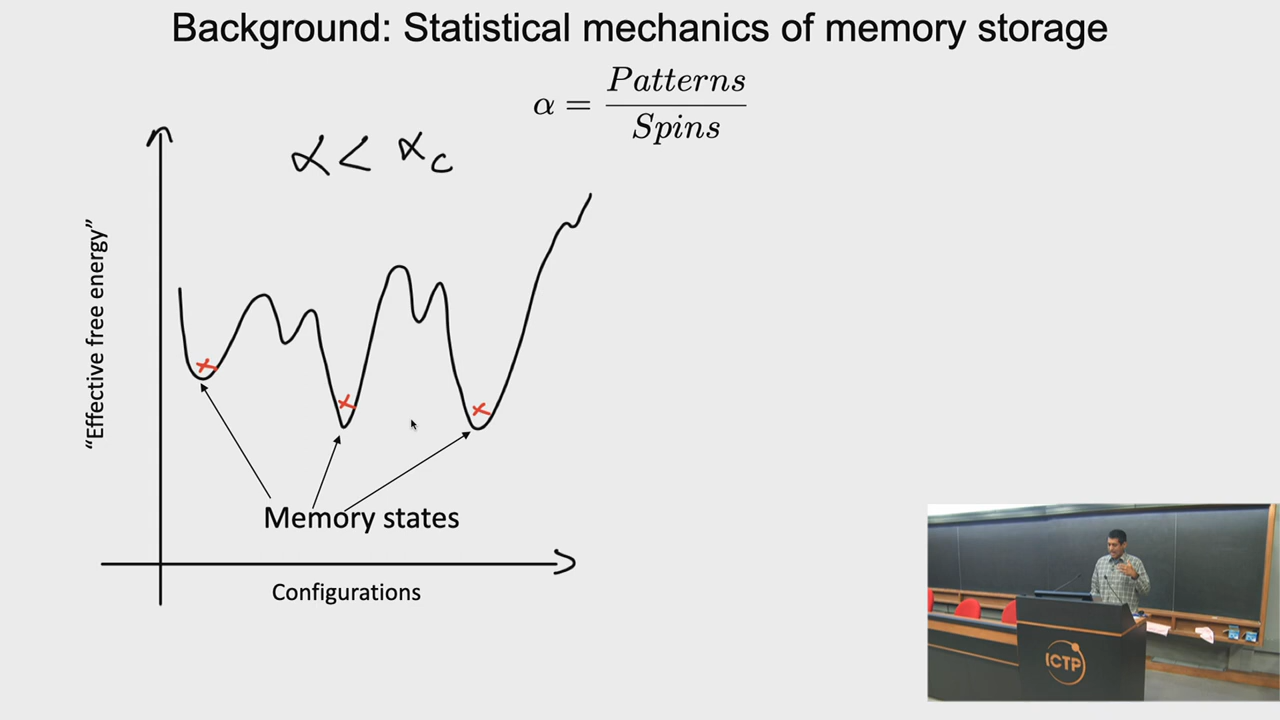 Background: Statistical mechanics of memory storage
α = Patterns / Spins
α < αc
“Effective free energy”
Memory states
Configurations
ICTP